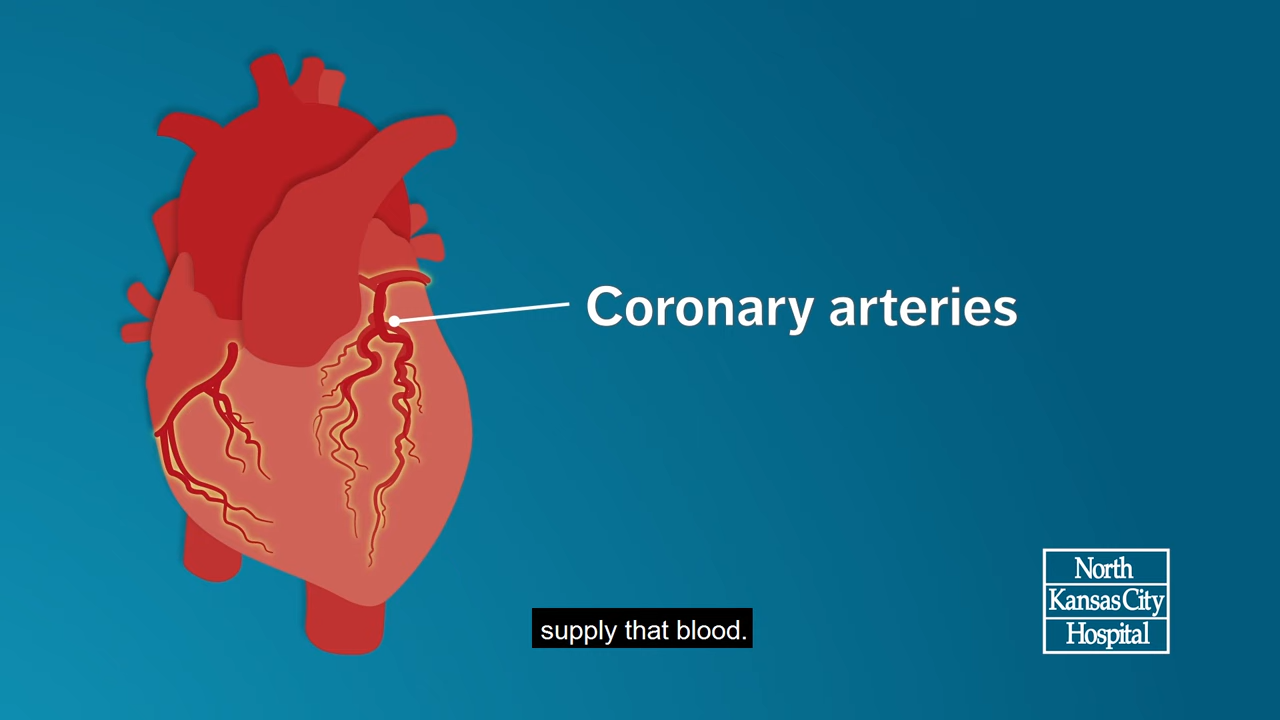 Coronary arteries
North
Kansas City
Hospital
supply that blood.